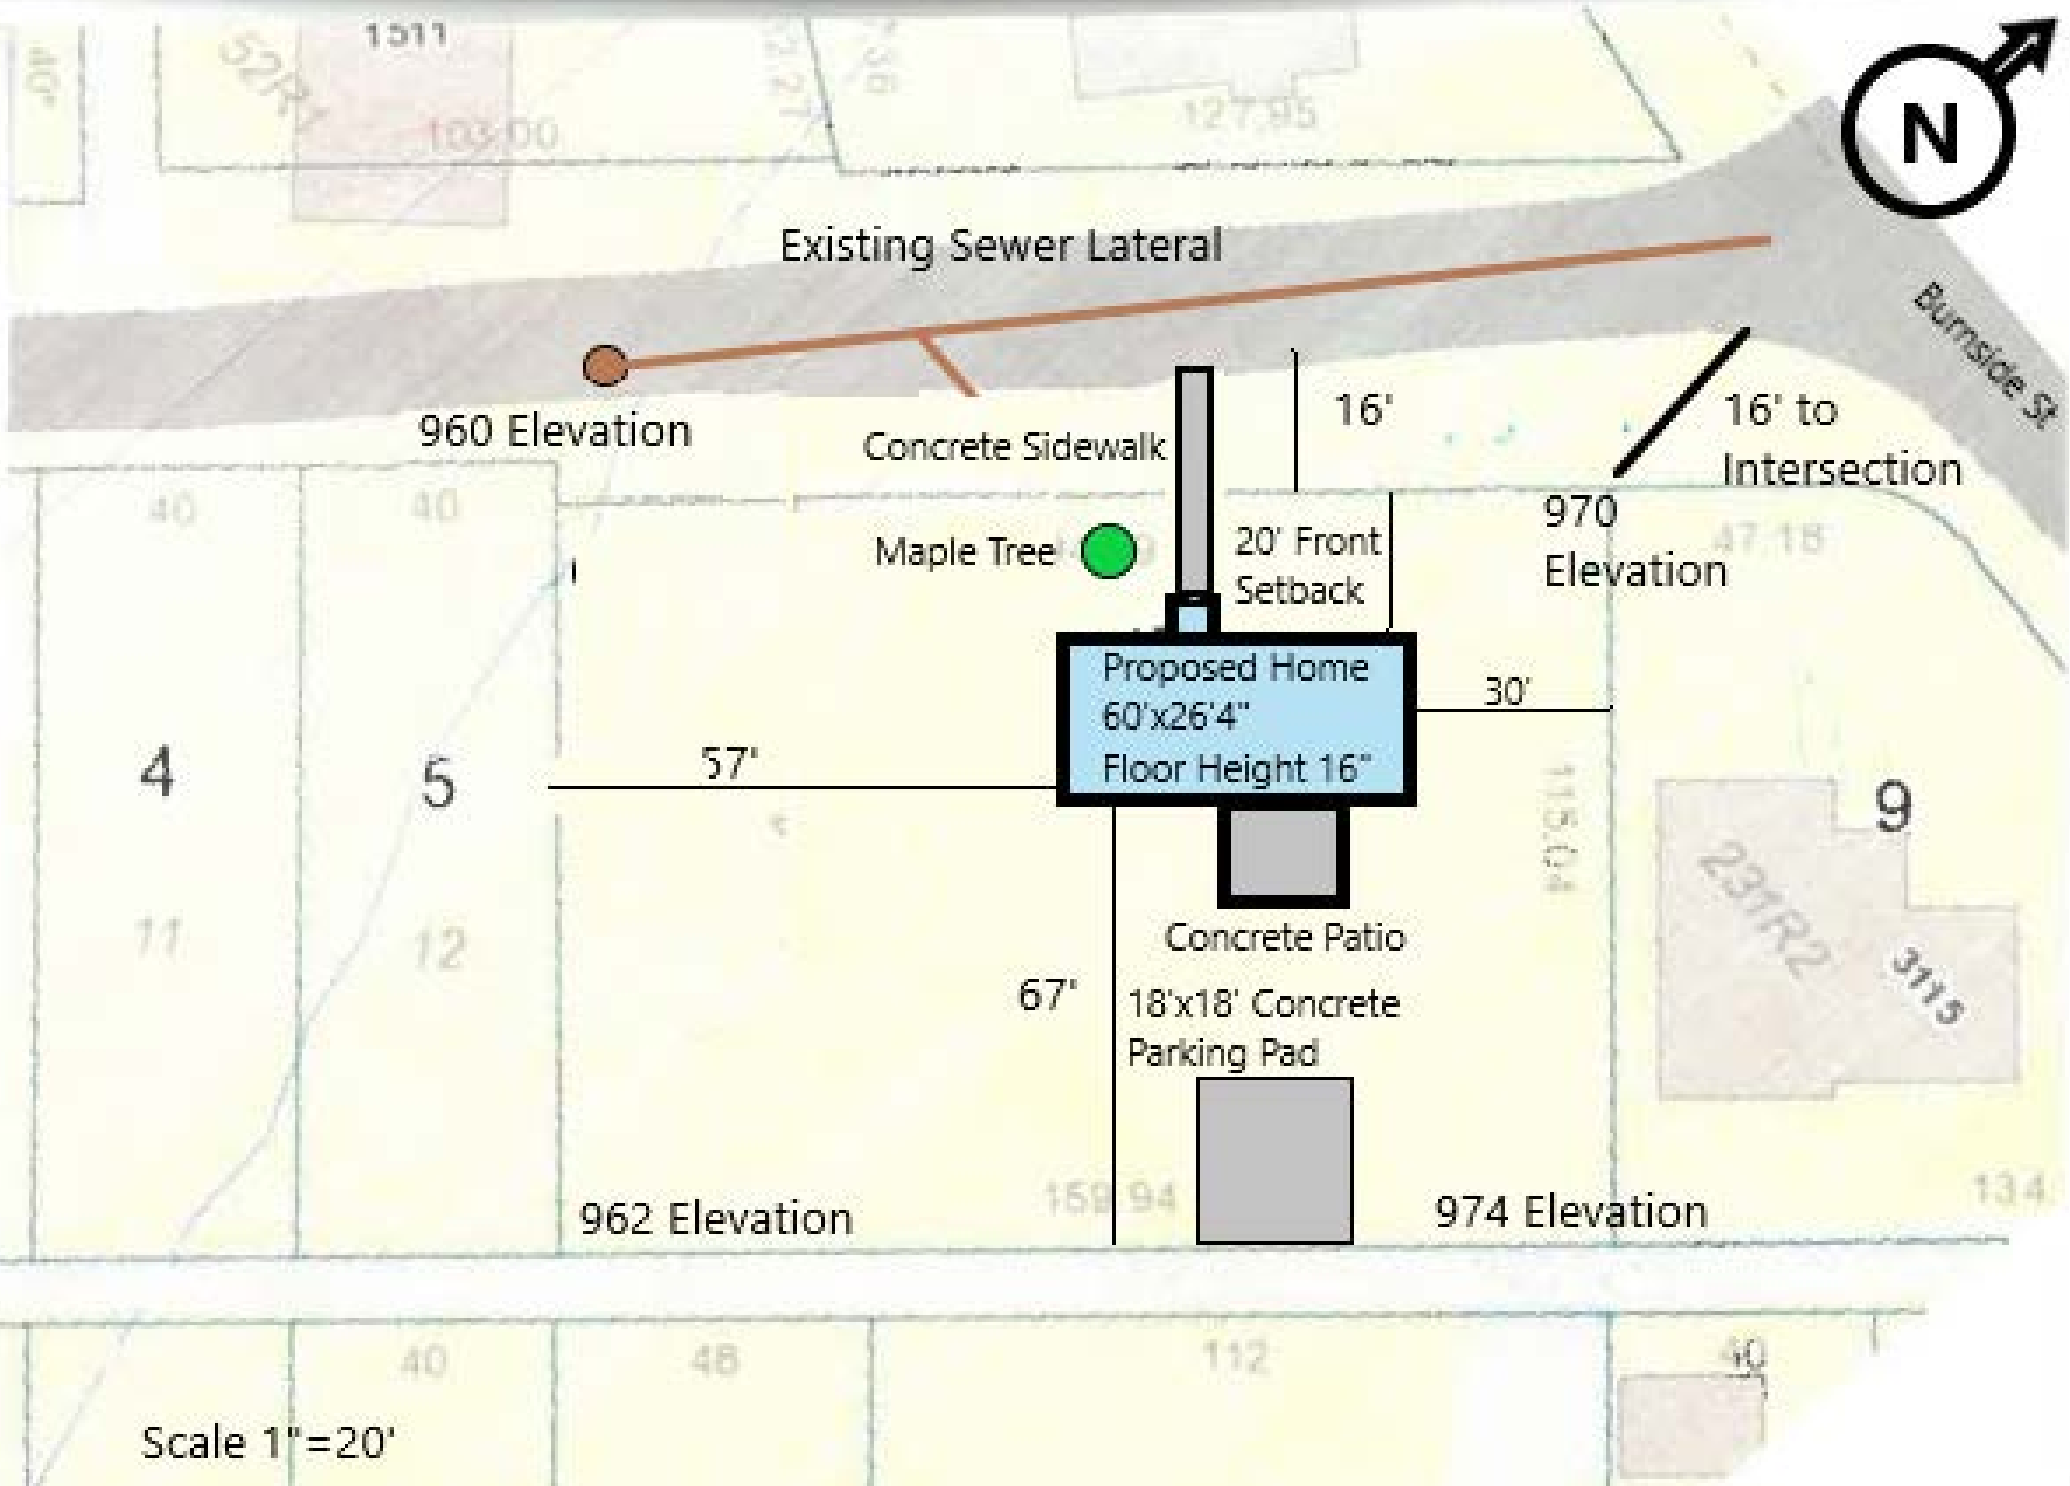 1511
40'
52R1
103.00
127.95
N
Existing Sewer Lateral
Burnside St
960 Elevation
Concrete Sidewalk
16'
16' to
Intersection
40
40
970
Elevation
47.18
Maple Tree
20' Front
Setback
Proposed Home
60'x26'4"
Floor Height 16"
30'
57'
4
5
9
115.04
231R2
3115
11
12
Concrete Patio
67'
18'x18' Concrete
Parking Pad
159.94
134
962 Elevation
974 Elevation
40
48
112
40
Scale 1"=20'